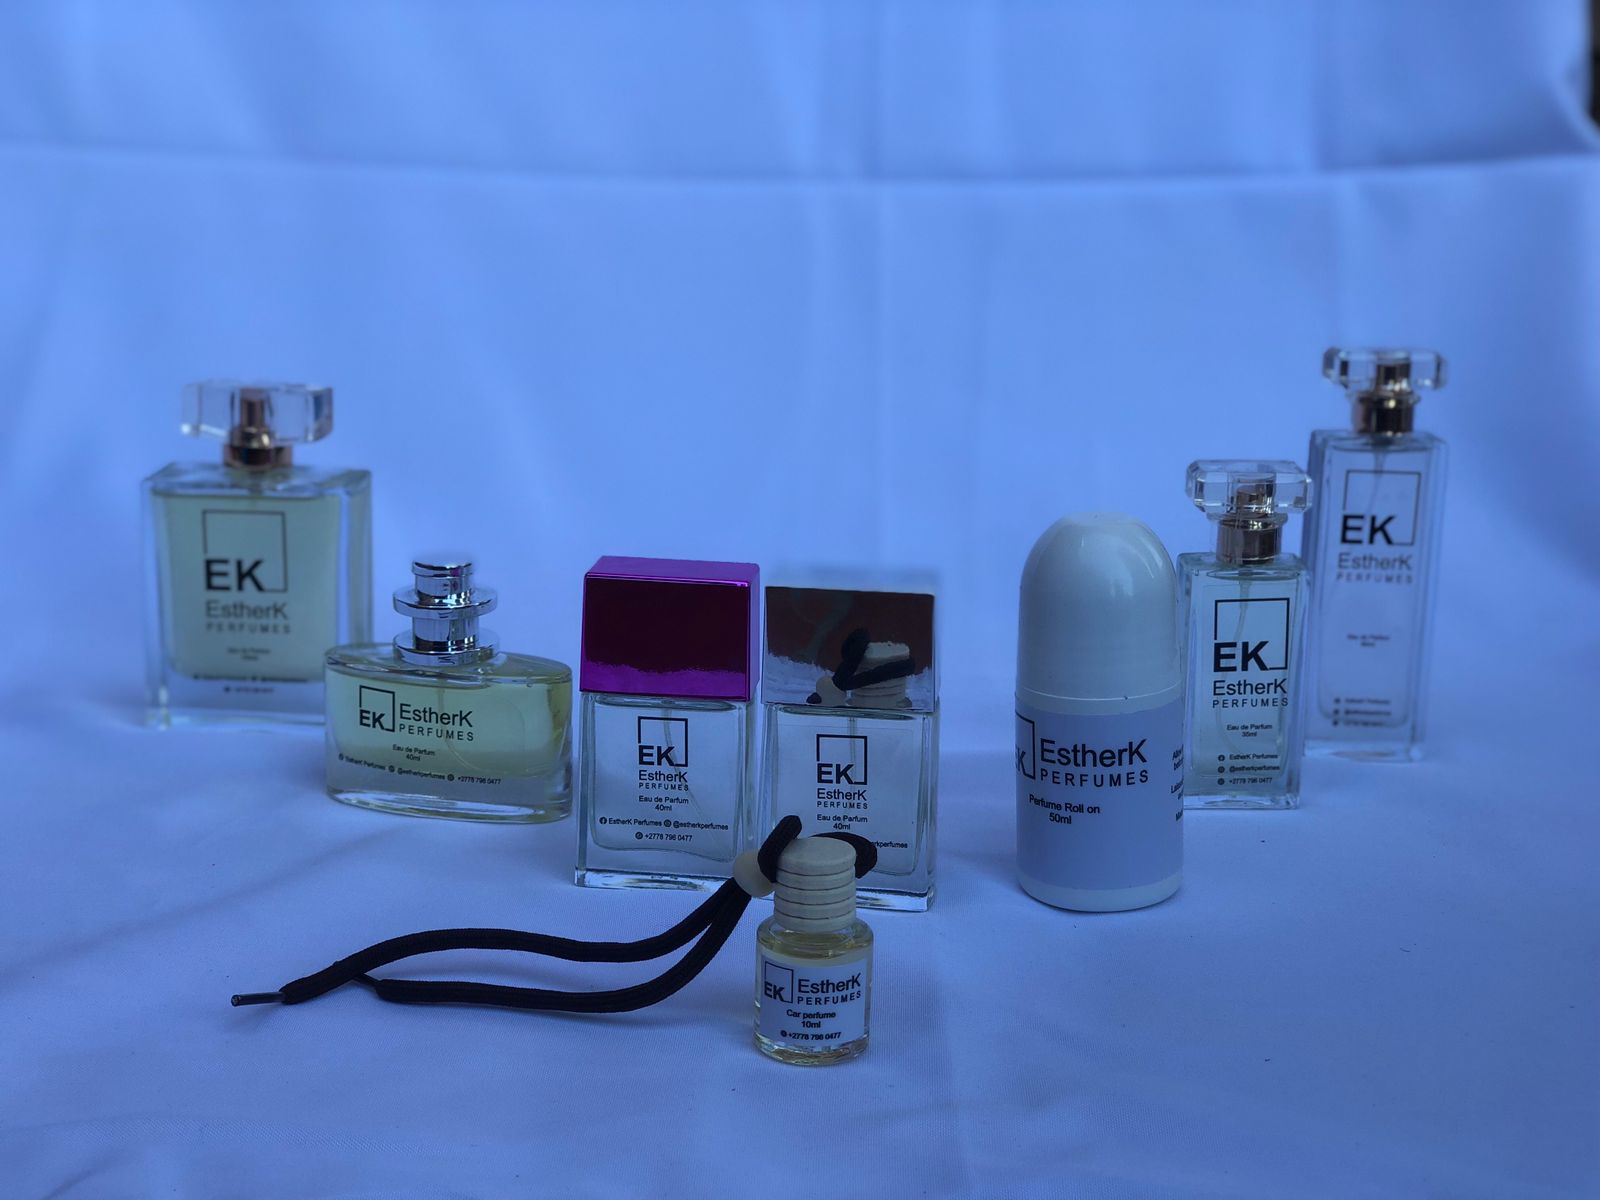 EK
EstherK
PERFUMES
EK
EstherK
PERFUMES
Eau de Parfum
40ml
EstherK Perfumes @estherkperfumes +2778 796 0477
EK
EstherK
PERFUMES
Eau de Parfum
40ml
EstherK Perfumes @estherkperfumes
+2778 796 0477
EK
EstherK
PERFUMES
Eau de Parfum
40ml
EK
EstherK
PERFUMES
Car perfume
10ml
+2778 796 0477
EstherK
PERFUMES
Perfume Roll on
50ml
EK
EstherK
PERFUMES
Eau de Parfum
35ml
EstherK Perfumes
@estherkperfumes
+2778 796 0477
EK
EstherK
PERFUMES